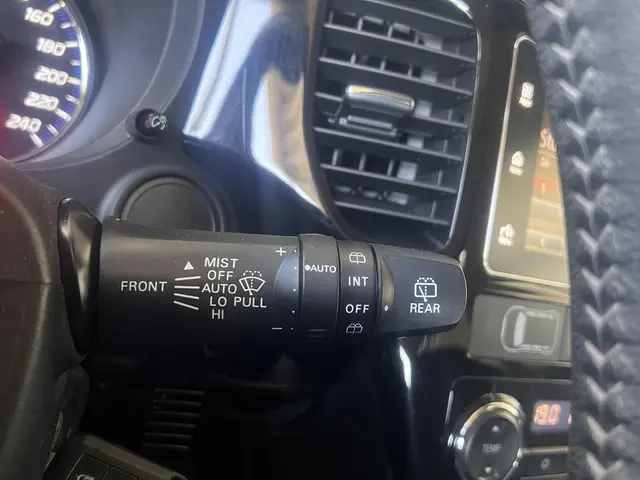 160
180
200
220
240
MIST
OFF
FRONT AUTO
LO PULL
HI
+
−
●AUTO
INT
OFF
REAR
TEMP